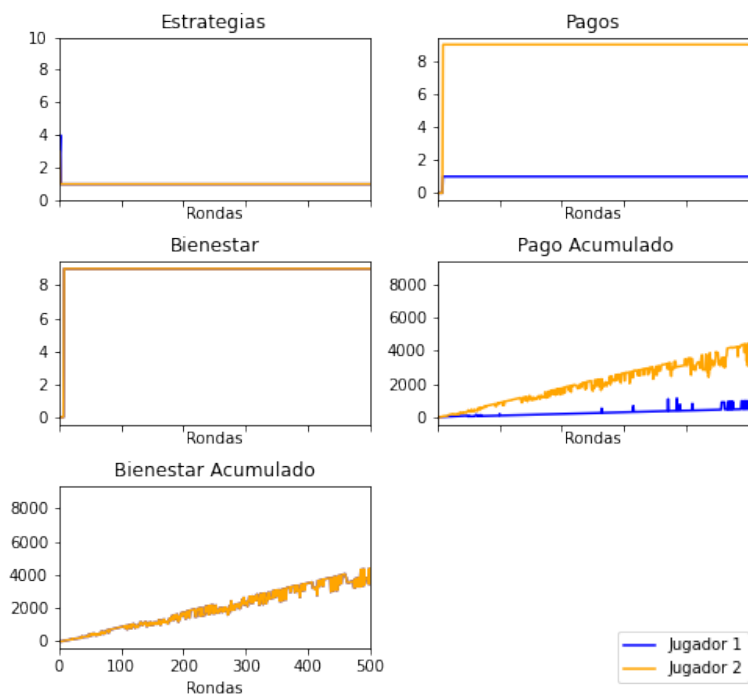 Estrategias
10
8
6
4
2
0
Rondas
Pagos
8
6
4
2
0
Rondas
Bienestar
8
6
4
2
0
Rondas
Pago Acumulado
8000
6000
4000
2000
0
Rondas
Bienestar Acumulado
8000
6000
4000
2000
0
0 100 200 300 400 500
Rondas
Jugador 1
Jugador 2